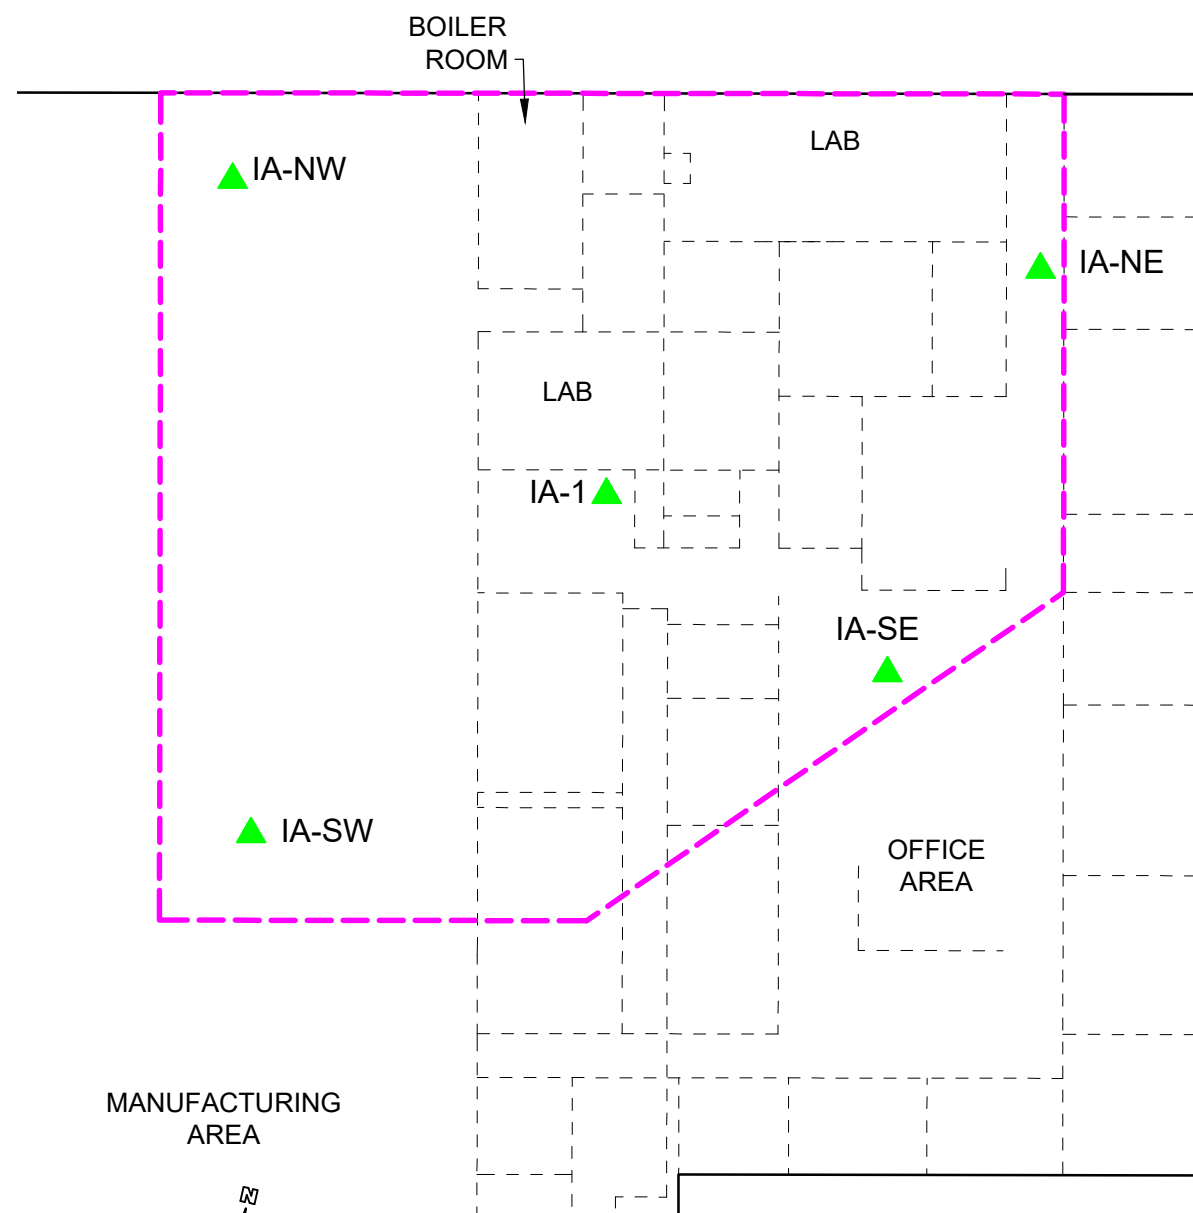 BOILER
ROOM
LAB
IA-NW
IA-NE
LAB
IA-1
IA-SE
IA-SW
OFFICE
AREA
MANUFACTURING
AREA
N